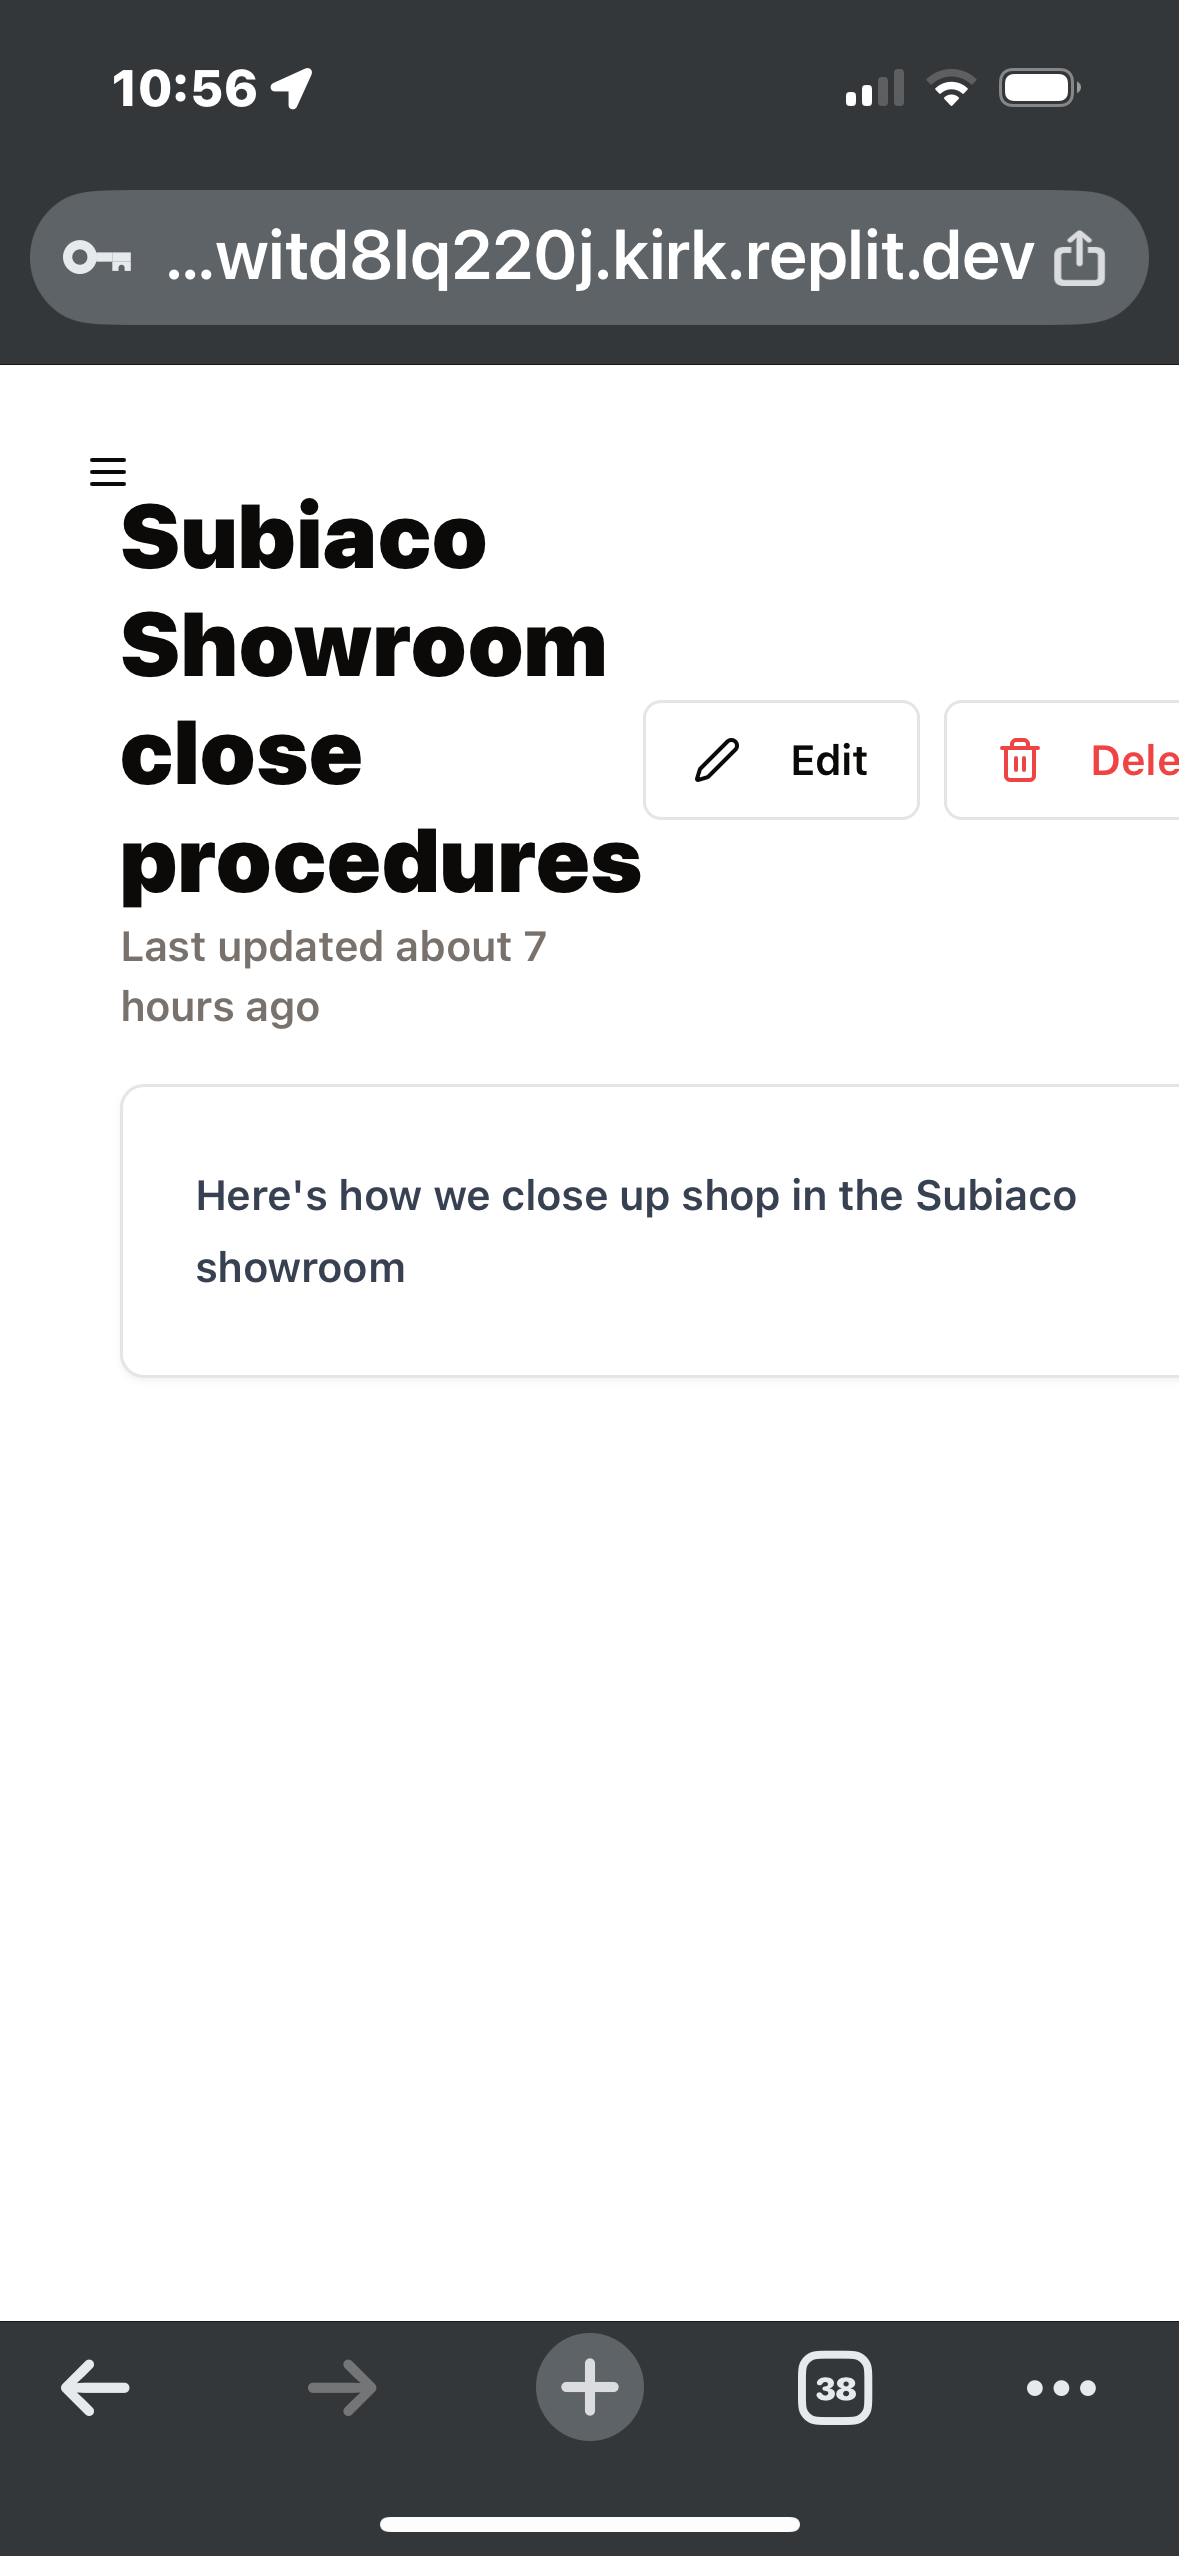 10:56
...witd8lq220j.kirk.replit.dev
Subiaco
Showroom
close
procedures
Edit
Dele
Last updated about 7
hours ago
Here's how we close up shop in the Subiaco
showroom
38